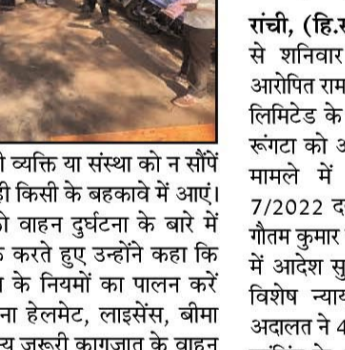 व्यक्ति या संस्था को न सौंपें
किसी के बहकावे में आएं।
वाहन दुर्घटना के बारे में
करते हुए उन्होंने कहा कि
के नियमों का पालन करें
हेलमेट, लाइसेंस, बीमा
जरूरी कागजात के वाहन
रांची, (हि.स
से शनिवार
आरोपित राम
लिमिटेड के
रूंगटा को
मामले में
7/2022
गौतम कुमार
में आदेश
विशेष
अदालत ने 4